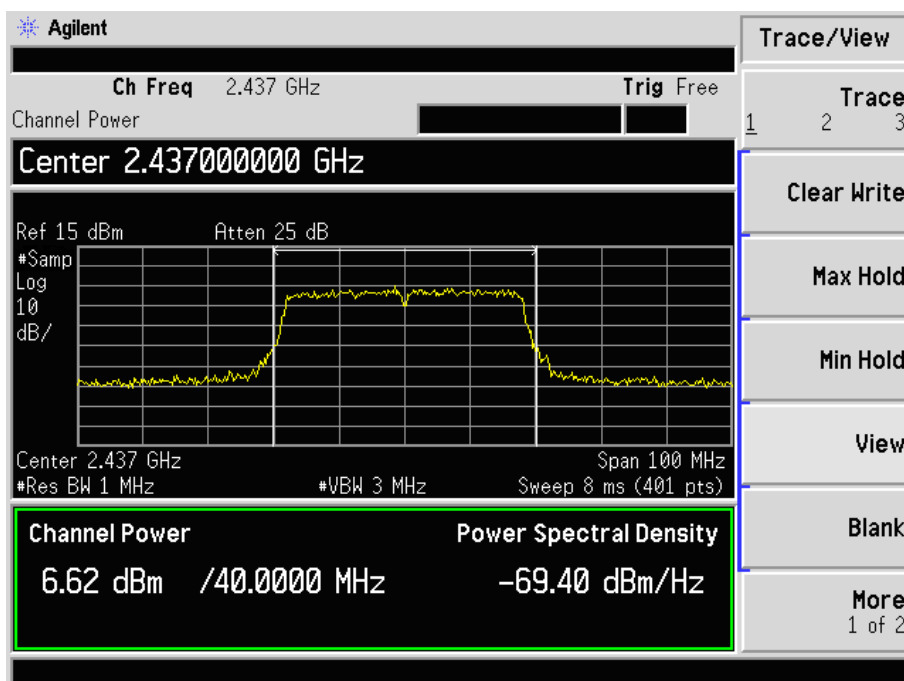 Agilent
Trace/View
Ch Freq 2.437 GHz Trig Free
Channel Power
Trace
1 2 3
Center 2.437000000 GHz
Clear Write
Ref 15 dBm Atten 25 dB
#Samp
Log
10
dB/
Max Hold
Min Hold
View
Center 2.437 GHz Span 100 MHz
#Res BW 1 MHz #VBW 3 MHz Sweep 8 ms (401 pts)
Channel Power Power Spectral Density
Blank
6.62 dBm /40.0000 MHz -69.40 dBm/Hz
More
1 of 2